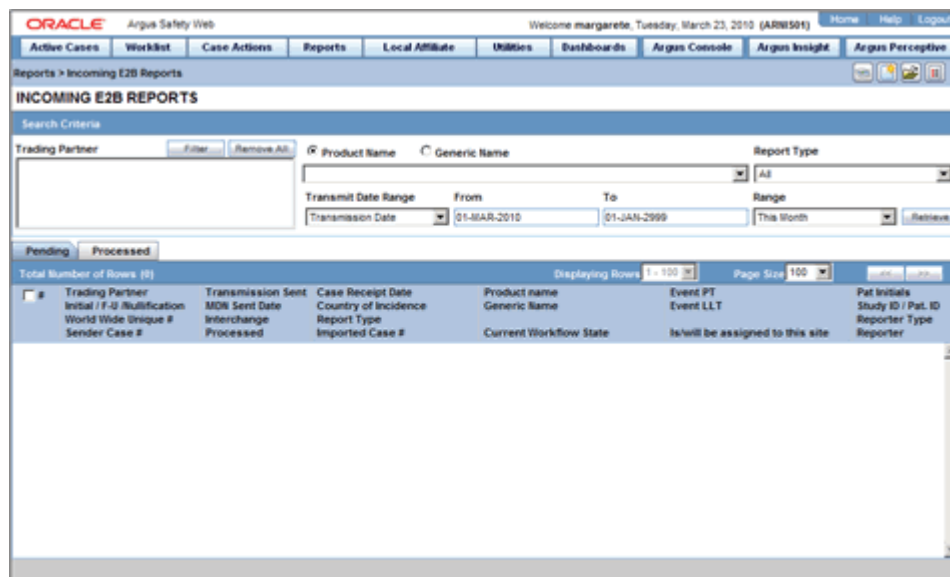 ORACLE Argus Safety Web Welcome margarete, Tuesday, March 23, 2010 (ARMIS01) Home Help Logout
Active Cases Worklist Case Actions Reports Local Affiliate Utilities Dashboards Argus Console Argus Insight Argus Perceptive
Reports > Incoming E2B Reports
INCOMING E2B REPORTS
Search Criteria
Trading Partner Filter Remove All Product Name Generic Name Report Type
All
Transmit Date Range From To Range
Transmission Date 01-MAR-2010 01-JAN-2999 This Month Retrieve
Pending Processed
Total Number of Rows (0) Displaying Rows 1 - 100 Page Size 100 << >>
# Trading Partner Transmission Sent Case Receipt Date Product name Event PT Pat Initials
Initial / F-U /Nullification MDN Sent Date Country of Incidence Generic Name Event LLT Study ID / Pat. ID
World Wide Unique # Interchange Report Type Reporter Type
Sender Case # Processed Imported Case # Current Workflow State Is/will be assigned to this site Reporter